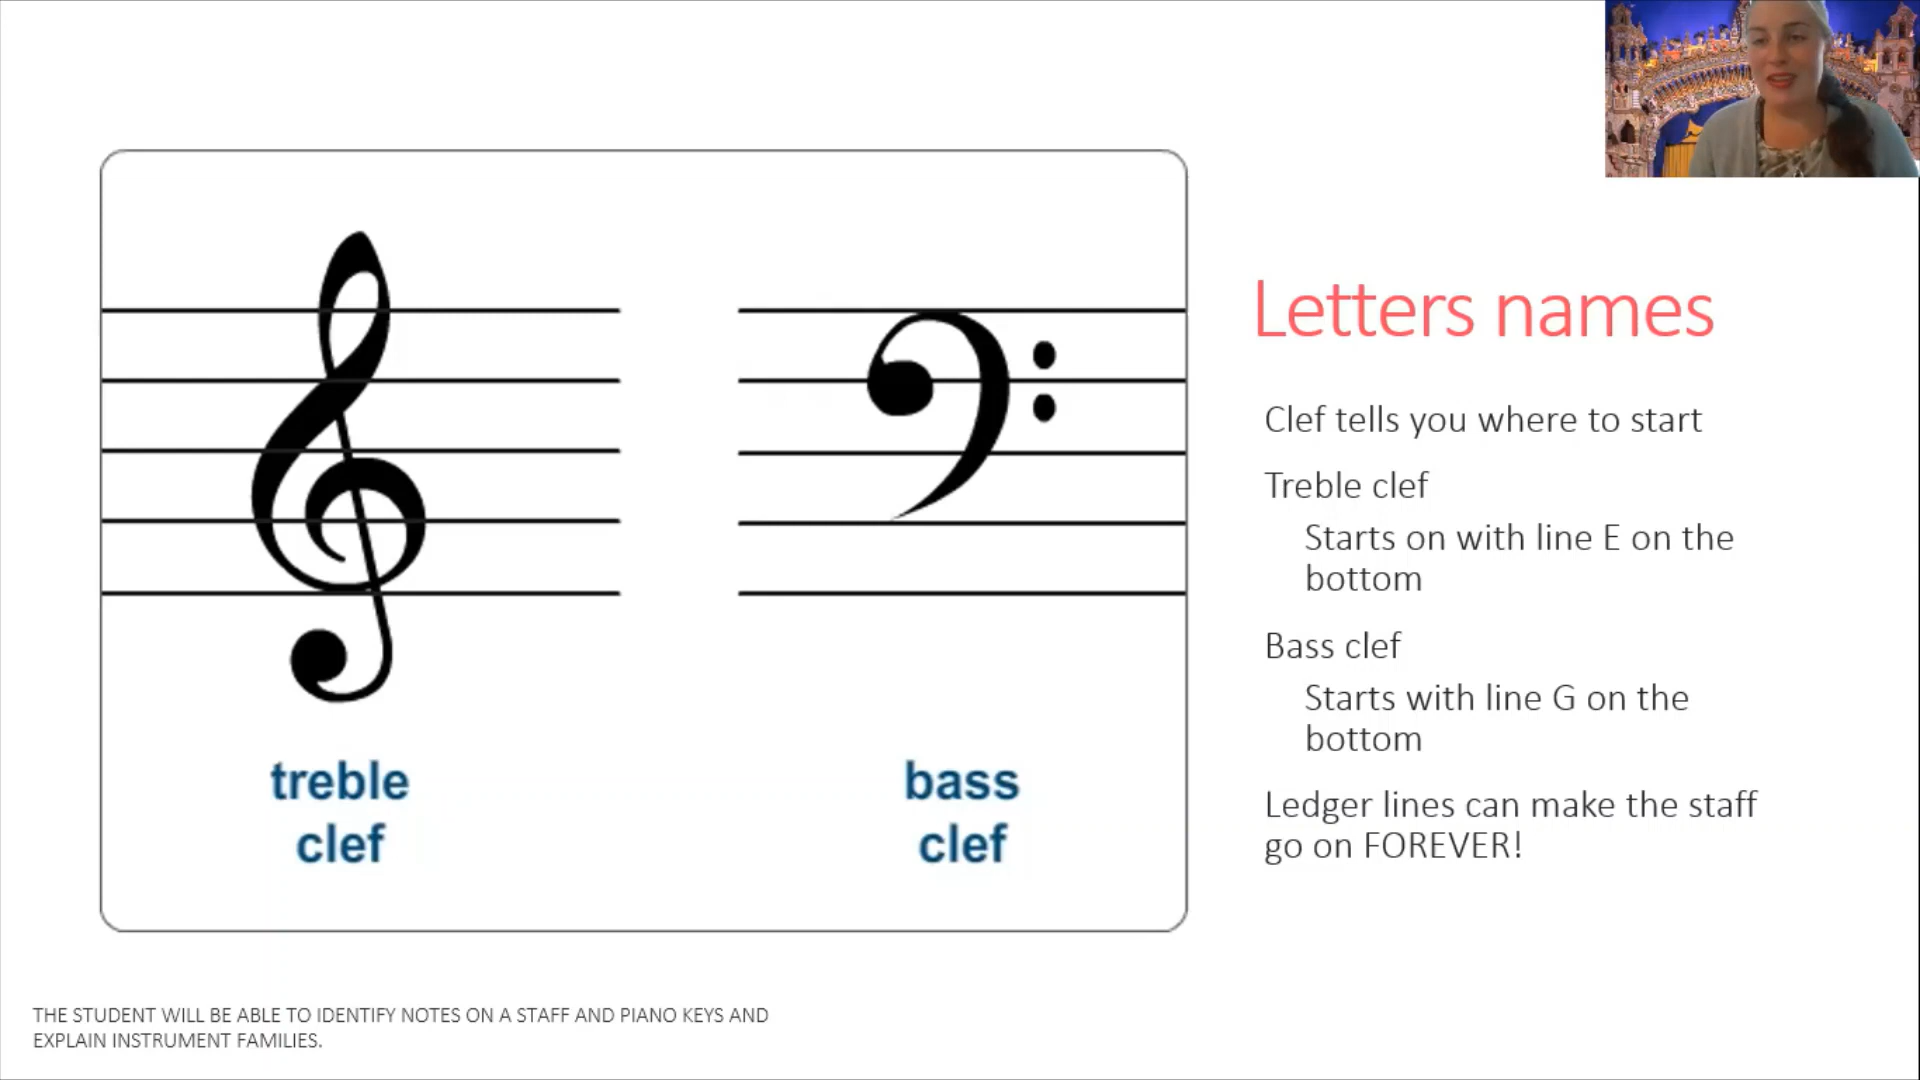 Letters names
Clef tells you where to start
Treble clef
Starts on with line E on the
bottom
Bass clef
Starts with line G on the
bottom
Ledger lines can make the staff
go on FOREVER!
treble
clef
bass
clef
THE STUDENT WILL BE ABLE TO IDENTIFY NOTES ON A STAFF AND PIANO KEYS AND
EXPLAIN INSTRUMENT FAMILIES.